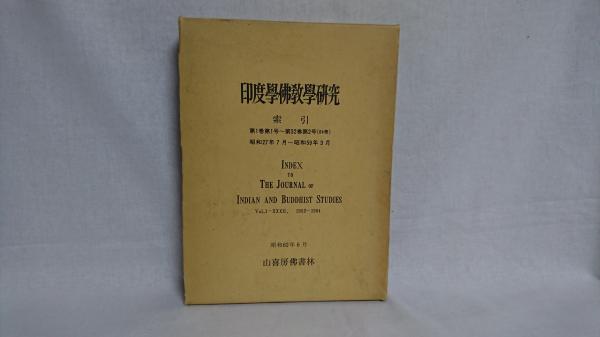 印度學佛教學研究
索引
第1巻第1号～第32巻第2号(64巻)
昭和27年7月～昭和59年3月
INDEX
TO
THE JOURNAL OF
INDIAN AND BUDDHIST STUDIES
Vol. I～XXXII, 1952～1984
昭和60年6月
山喜房佛書林